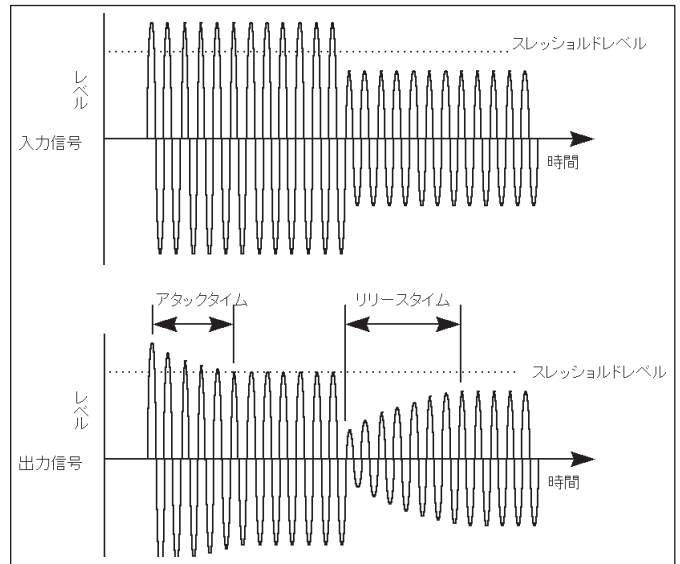 スレッショルドレベル
レベル
入力信号
時間
アタックタイム
リリースタイム
スレッショルドレベル
レベル
出力信号
時間